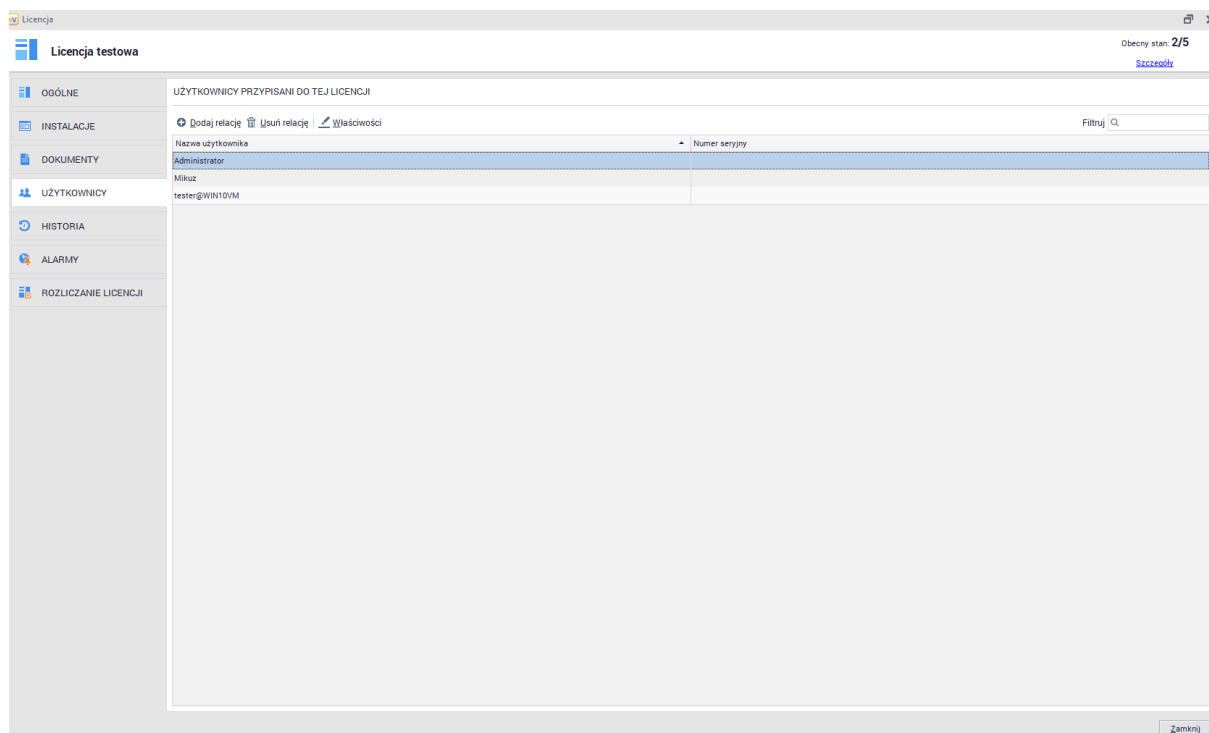 Licencja
Licencja testowa
Obecny stan: 2/5
Szczegóły
OGÓLNE
INSTALACJE
DOKUMENTY
UŻYTKOWNICY
HISTORIA
ALARMY
ROZLICZANIE LICENCJI
UŻYTKOWNICY PRZYPISANI DO TEJ LICENCJI
Dodaj relację Usuń relację Właściwości Filtruj
Nazwa użytkownika Numer seryjny
Administrator
Mikuz
tester@WIN10VM
Zamknij